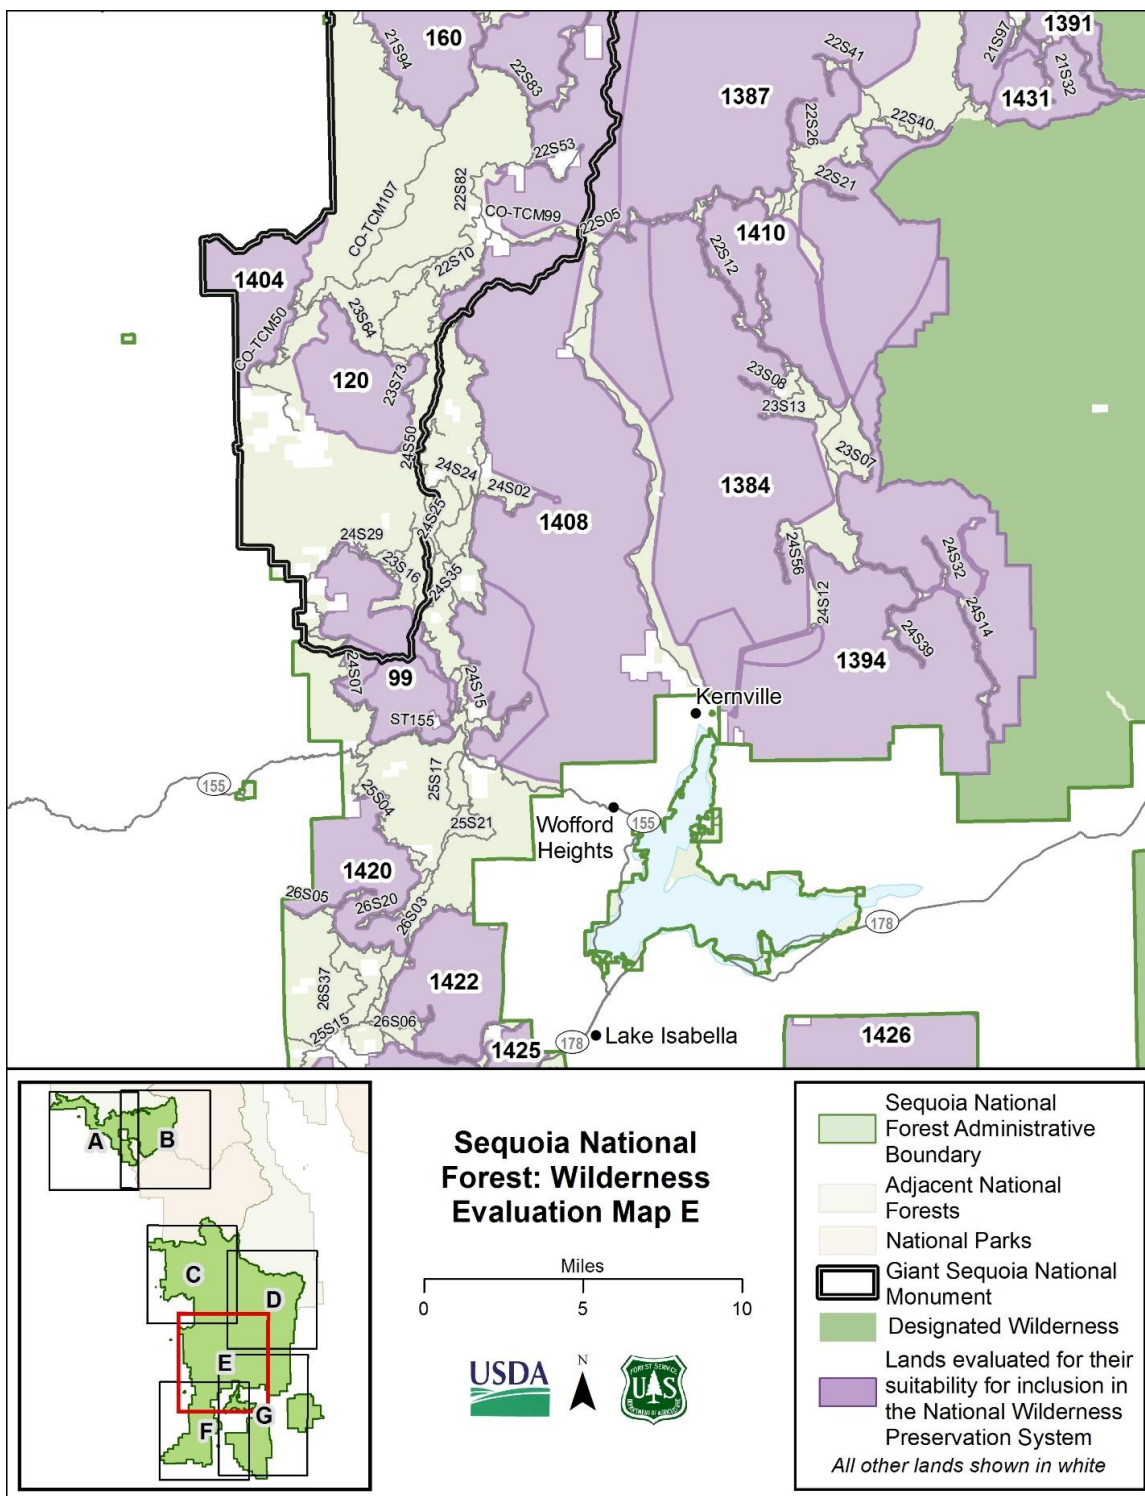 160
21S94
22S83
22S41
1387
21S97
1391
21S32
1431
22S26
22S40
22S53
22S82
22S21
CO-TCM107
CO-TCM99
22S05
1410
22S12
22S10
1404
23S64
CO-TCM50
120
23S73
23S08
23S13
24S50
23S07
24S24
24S02
1384
1408
24S25
24S29
23S16
24S35
24S56
24S32
24S12
24S14
24S39
1394
24S07
99
24S15
ST155
Kernville
155
25S17
25S04
25S21
Wofford
Heights
155
1420
26S05
26S20
26S03
178
26S37
1422
25S15
26S06
1425
178
Lake Isabella
1426
A
B
C
D
E
F
G
Sequoia National
Forest: Wilderness
Evaluation Map E
Miles
0 5 10
USDA
N
FOREST SERVICE
U S
DEPARTMENT OF AGRICULTURE
Sequoia National
Forest Administrative
Boundary
Adjacent National
Forests
National Parks
Giant Sequoia National
Monument
Designated Wilderness
Lands evaluated for their
suitability for inclusion in
the National Wilderness
Preservation System
All other lands shown in white